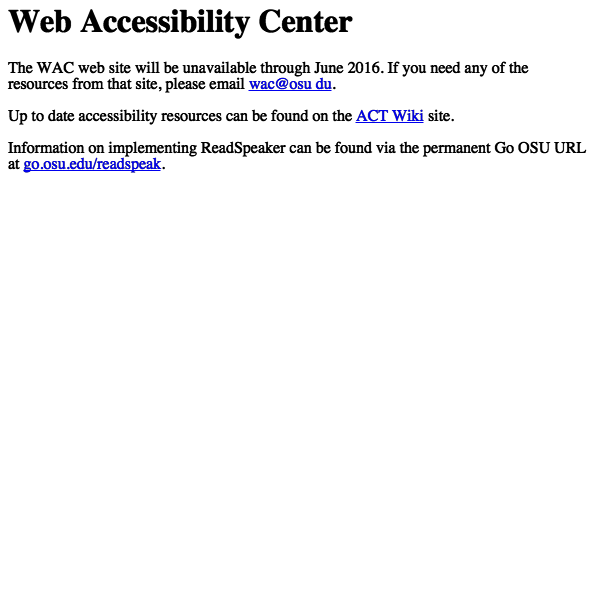 Web Accessibility Center
The WAC web site will be unavailable through June 2016. If you need any of the
resources from that site, please email wac@osu du.
Up to date accessibility resources can be found on the ACT Wiki site.
Information on implementing ReadSpeaker can be found via the permanent Go OSU URL
at go.osu.edu/readspeak.